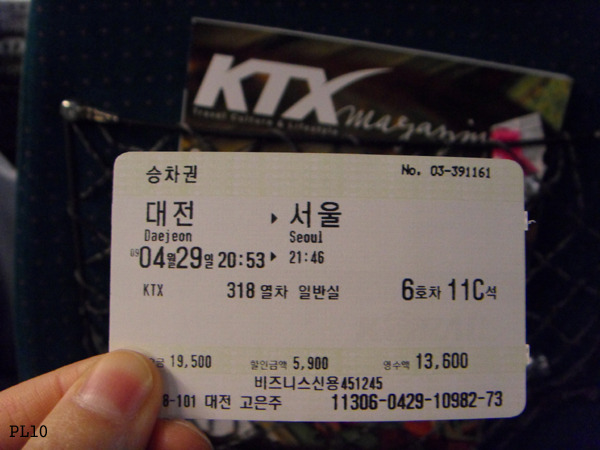 KTX
Travel Culture & Lifestyle
승차권
No. 03-391161
대전 ▸ 서울
Daejeon Seoul
09 04월29일 20:53 ▸ 21:46
KTX 318 열차 일반실 6호차 11C석
19,500 할인금액 5,900 영수액 13,600
비즈니스신용451245
8-101 대전 고은주 11306-0429-10982-73
PL10